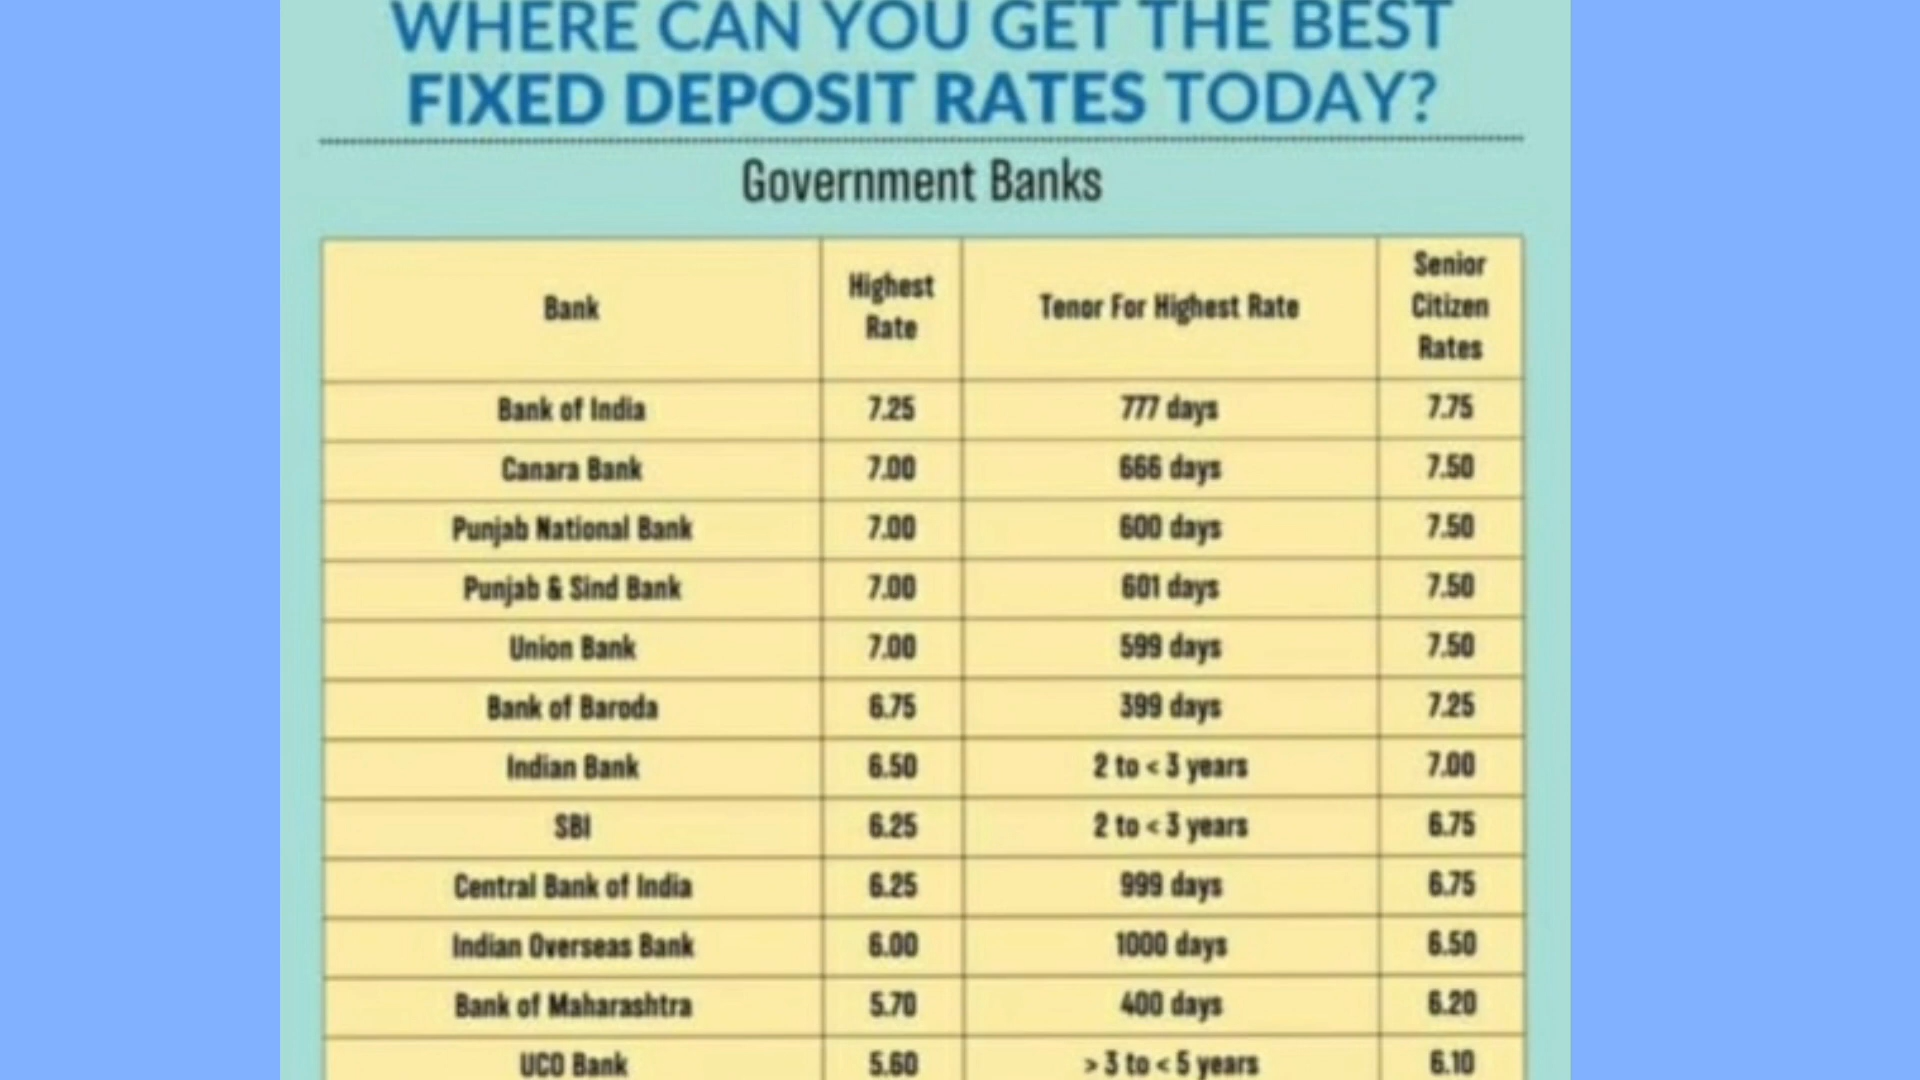 WHERE CAN YOU GET THE BEST
FIXED DEPOSIT RATES TODAY?
Government Banks
Bank Highest Rate Tenor For Highest Rate Senior Citizen Rates
Bank of India 7.25 777 days 7.75
Canara Bank 7.00 666 days 7.50
Punjab National Bank 7.00 600 days 7.50
Punjab & Sind Bank 7.00 601 days 7.50
Union Bank 7.00 599 days 7.50
Bank of Baroda 6.75 399 days 7.25
Indian Bank 6.50 2 to < 3 years 7.00
SBI 6.25 2 to < 3 years 6.75
Central Bank of India 6.25 999 days 6.75
Indian Overseas Bank 6.00 1000 days 6.50
Bank of Maharashtra 5.70 400 days 6.20
UCO Bank 5.60 > 3 to < 5 years 6.10